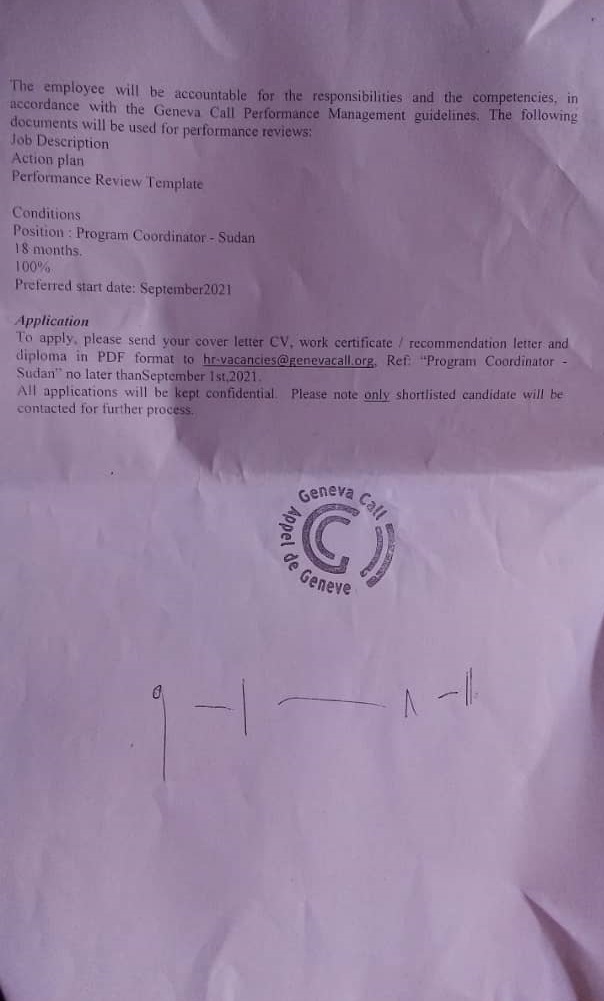 The employee will be accountable for the responsibilities and the competencies, in
accordance with the Geneva Call Performance Management guidelines. The following
documents will be used for performance reviews:
Job Description
Action plan
Performance Review Template
Conditions
Position : Program Coordinator - Sudan
18 months.
100%
Preferred start date: September2021
Application
To apply, please send your cover letter CV, work certificate / recommendation letter and
diploma in PDF format to hr-vacancies@genevacall.org, Ref: “Program Coordinator -
Sudan” no later thanSeptember 1st,2021.
All applications will be kept confidential. Please note only shortlisted candidate will be
contacted for further process.
Geneva Call
Appel de Genève